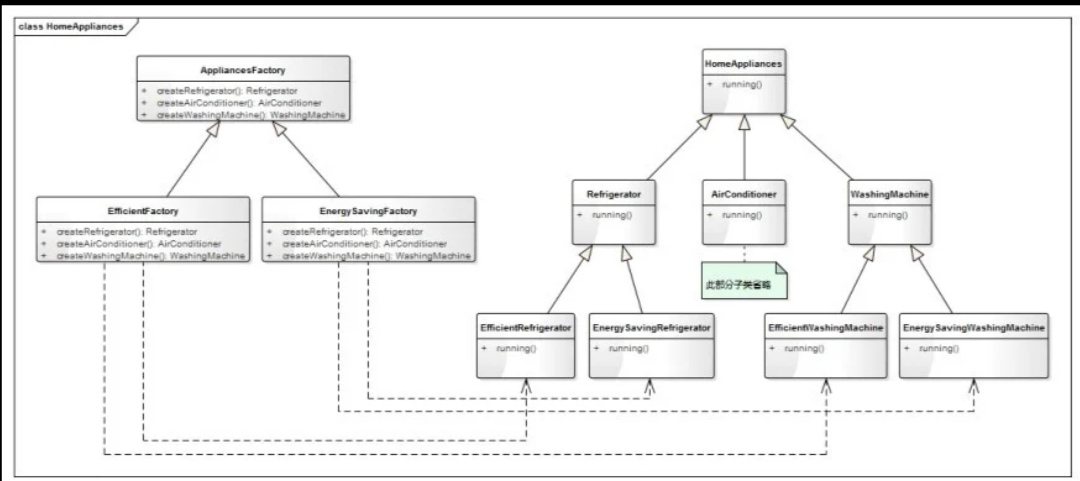 class HomeAppliances
AppliancesFactory
+ createRefrigerator(): Refrigerator
+ createAirConditioner(): AirConditioner
+ createWashingMachine(): WashingMachine
HomeAppliances
+ running()
EfficientFactory
+ createRefrigerator(): Refrigerator
+ createAirConditioner(): AirConditioner
+ createWashingMachine(): WashingMachine
EnergySavingFactory
+ createRefrigerator(): Refrigerator
+ createAirConditioner(): AirConditioner
+ createWashingMachine(): WashingMachine
Refrigerator
+ running()
AirConditioner
+ running()
WashingMachine
+ running()
此部分子类省略
EfficientRefrigerator
+ running()
EnergySavingRefrigerator
+ running()
EfficientWashingMachine
+ running()
EnergySavingWashingMachine
+ running()